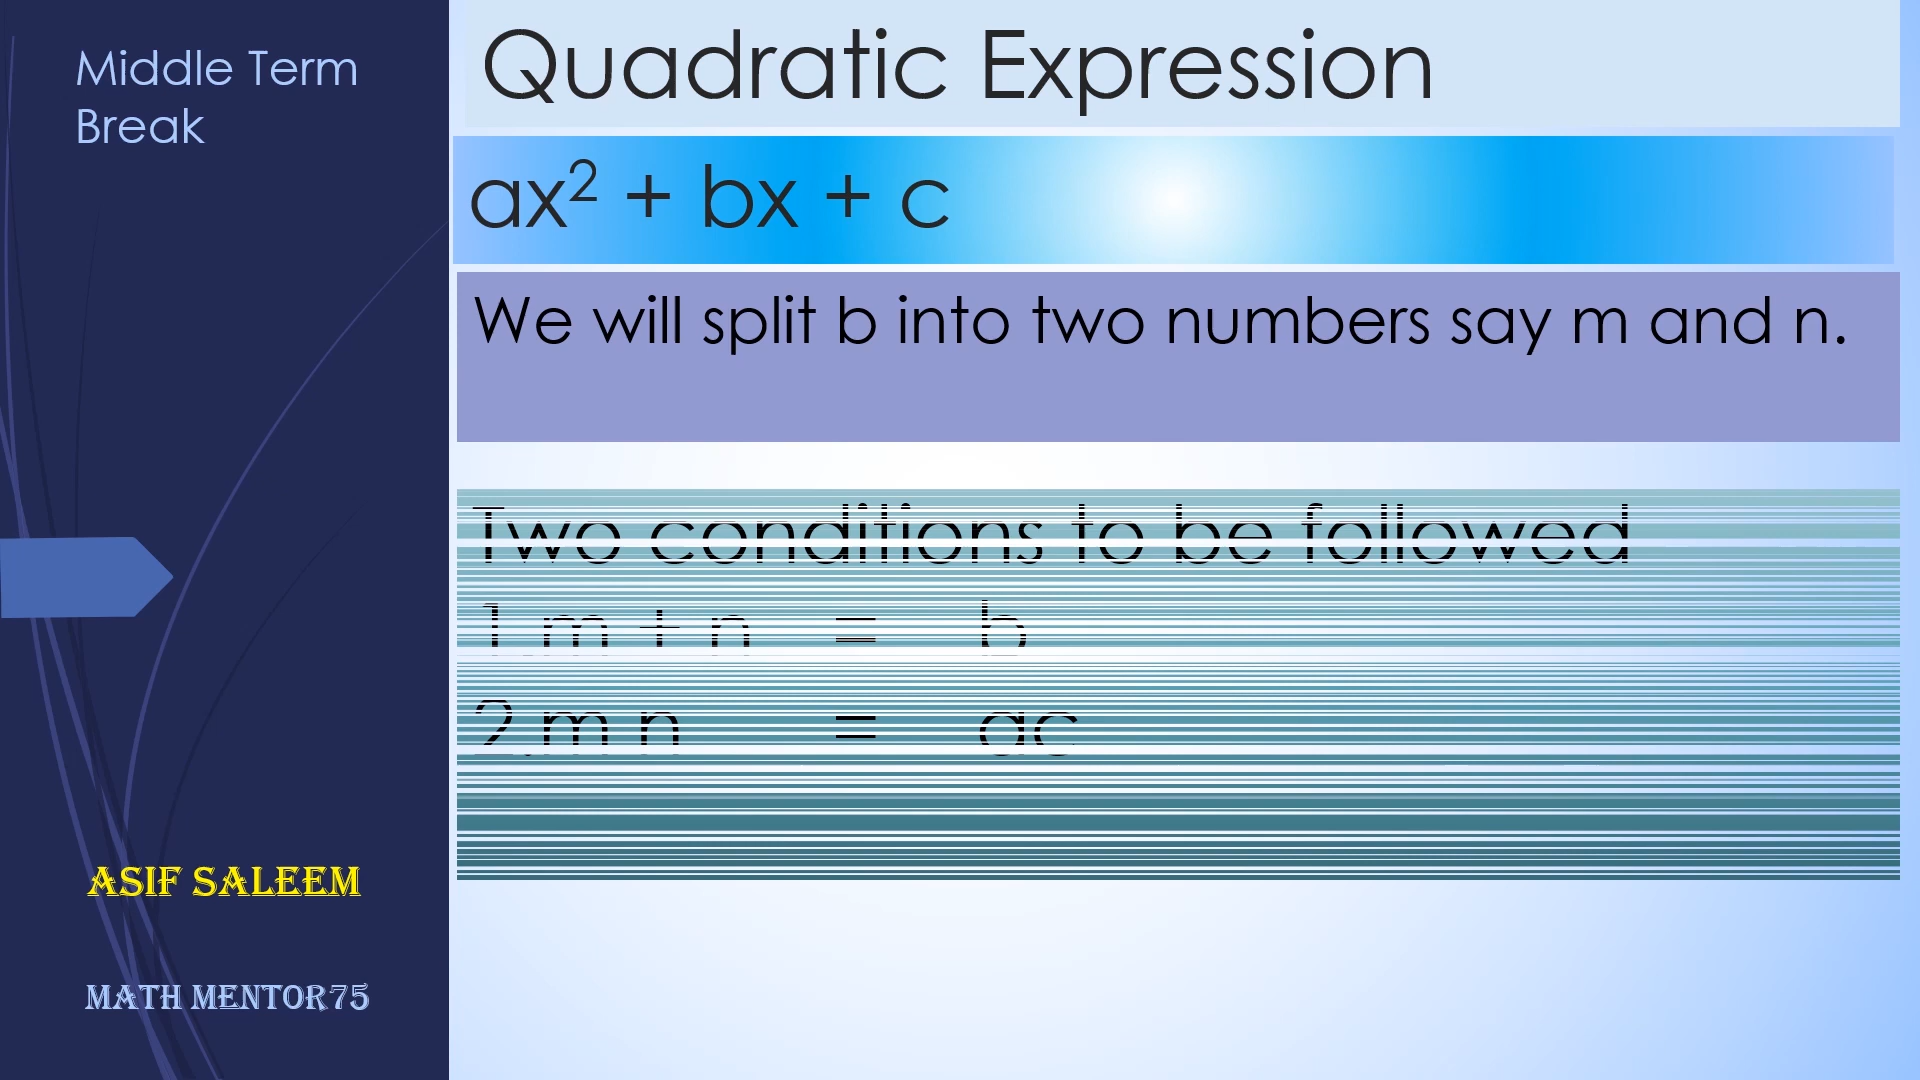 Middle Term
Break
Quadratic Expression
ax² + bx + c
We will split b into two numbers say m and n.
Two conditions to be followed
1.m + n = b
2.m n = ac
ASIF SALEEM
MATH MENTOR75